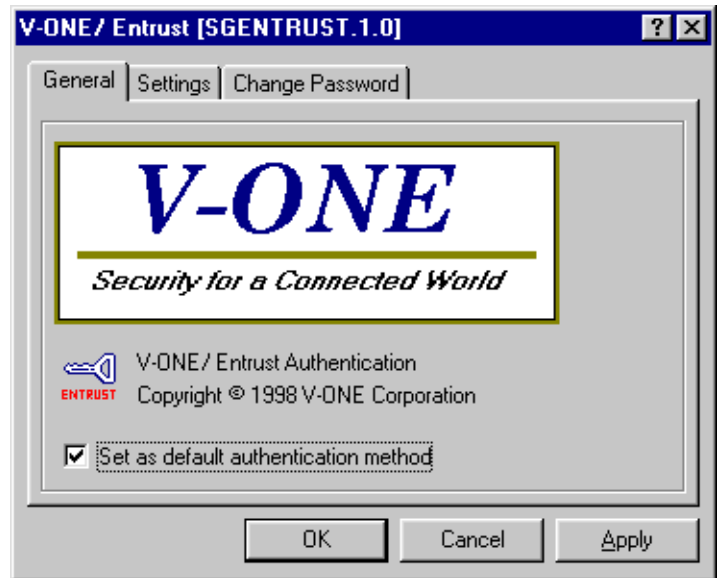 V-ONE/ Entrust [SGENTRUST.1.0]
General Settings Change Password
V-ONE
Security for a Connected World
V-ONE/ Entrust Authentication
ENTRUST
Copyright © 1998 V-ONE Corporation
Set as default authentication method
OK Cancel Apply